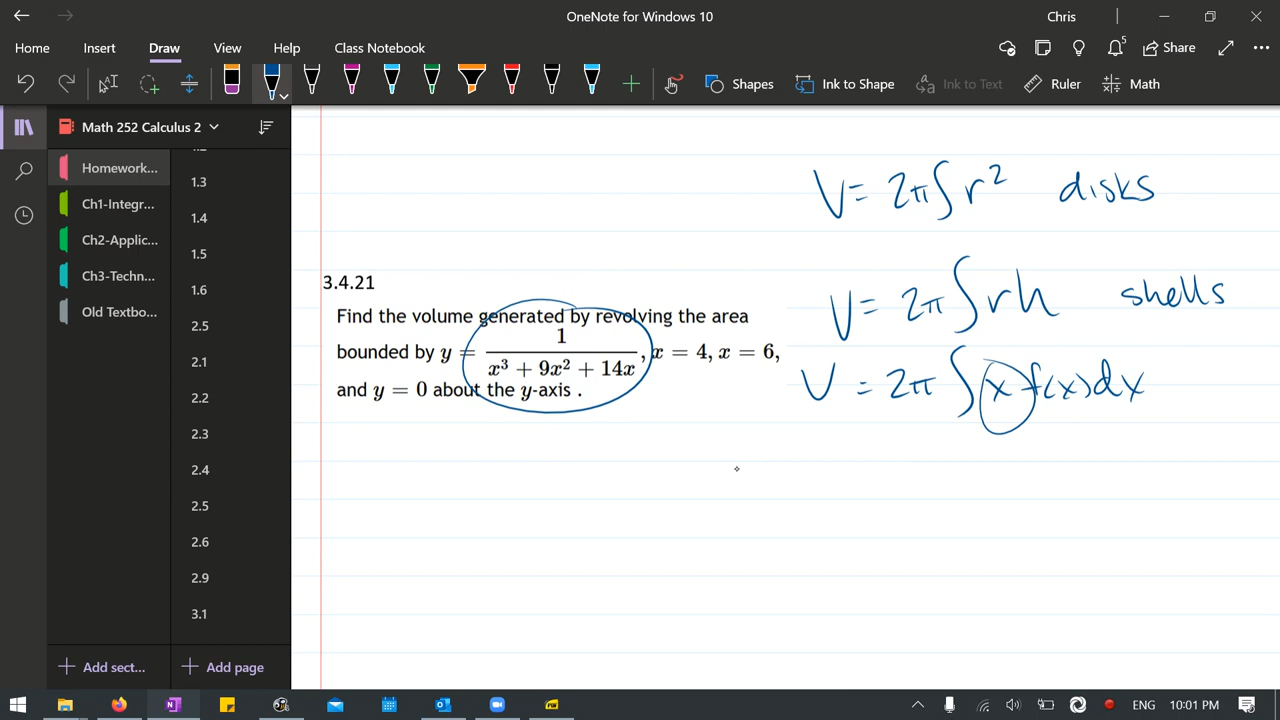 OneNote for Windows 10
Chris
Home Insert Draw View Help Class Notebook
Share
Shapes
Ink to Shape
Ink to Text
Ruler
Math
Math 252 Calculus 2
Homework...
Ch1-Integr...
Ch2-Applic...
Ch3-Techn...
Old Textbo...
1.3
1.4
1.5
1.6
2.5
2.1
2.2
2.3
2.4
2.5
2.6
2.9
3.1
Add sect...
Add page
3.4.21
Find the volume generated by revolving the area
bounded by y = 1/(x³ + 9x² + 14x), x = 4, x = 6,
and y = 0 about the y-axis .
V = 2π∫r² disks
V = 2π∫rh shells
V = 2π∫x f(x)dx
ENG
10:01 PM